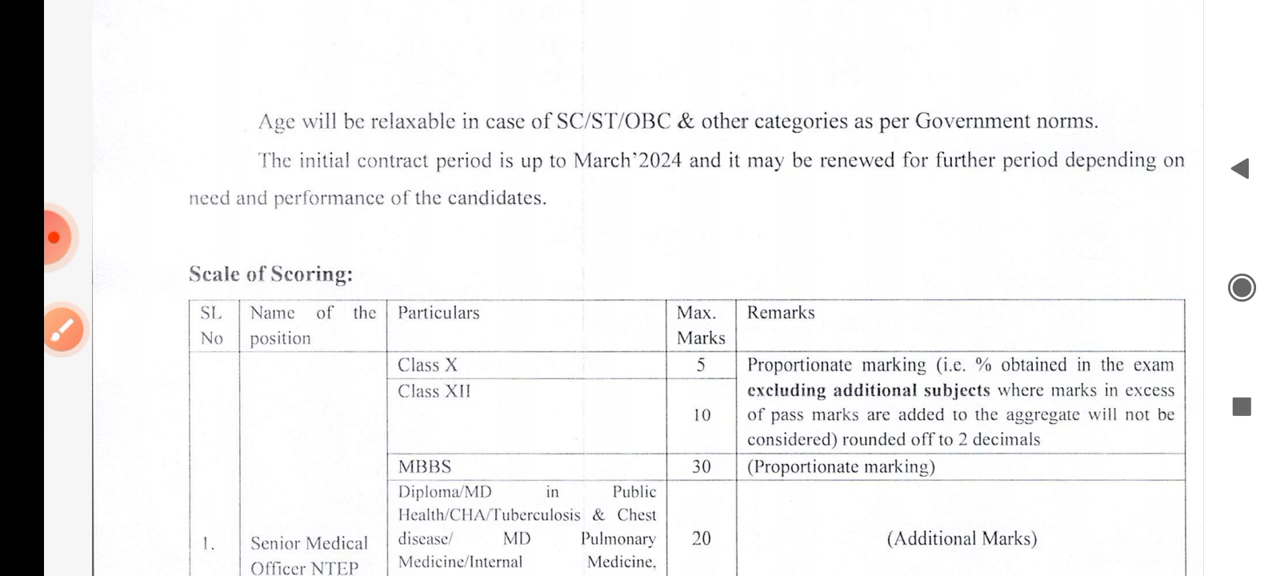 Age will be relaxable in case of SC/ST/OBC & other categories as per Government norms.
The initial contract period is up to March'2024 and it may be renewed for further period depending on
need and performance of the candidates.
Scale of Scoring:
SL No
Name of the position
Particulars
Max. Marks
Remarks
Class X
5
Proportionate marking (i.e. % obtained in the exam
excluding additional subjects where marks in excess
of pass marks are added to the aggregate will not be
considered) rounded off to 2 decimals
Class XII
10
MBBS
30
(Proportionate marking)
1.
Senior Medical
Officer NTEP
Diploma/MD in Public
Health/CHA/Tuberculosis & Chest
disease/ MD Pulmonary
Medicine/Internal Medicine,
20
(Additional Marks)